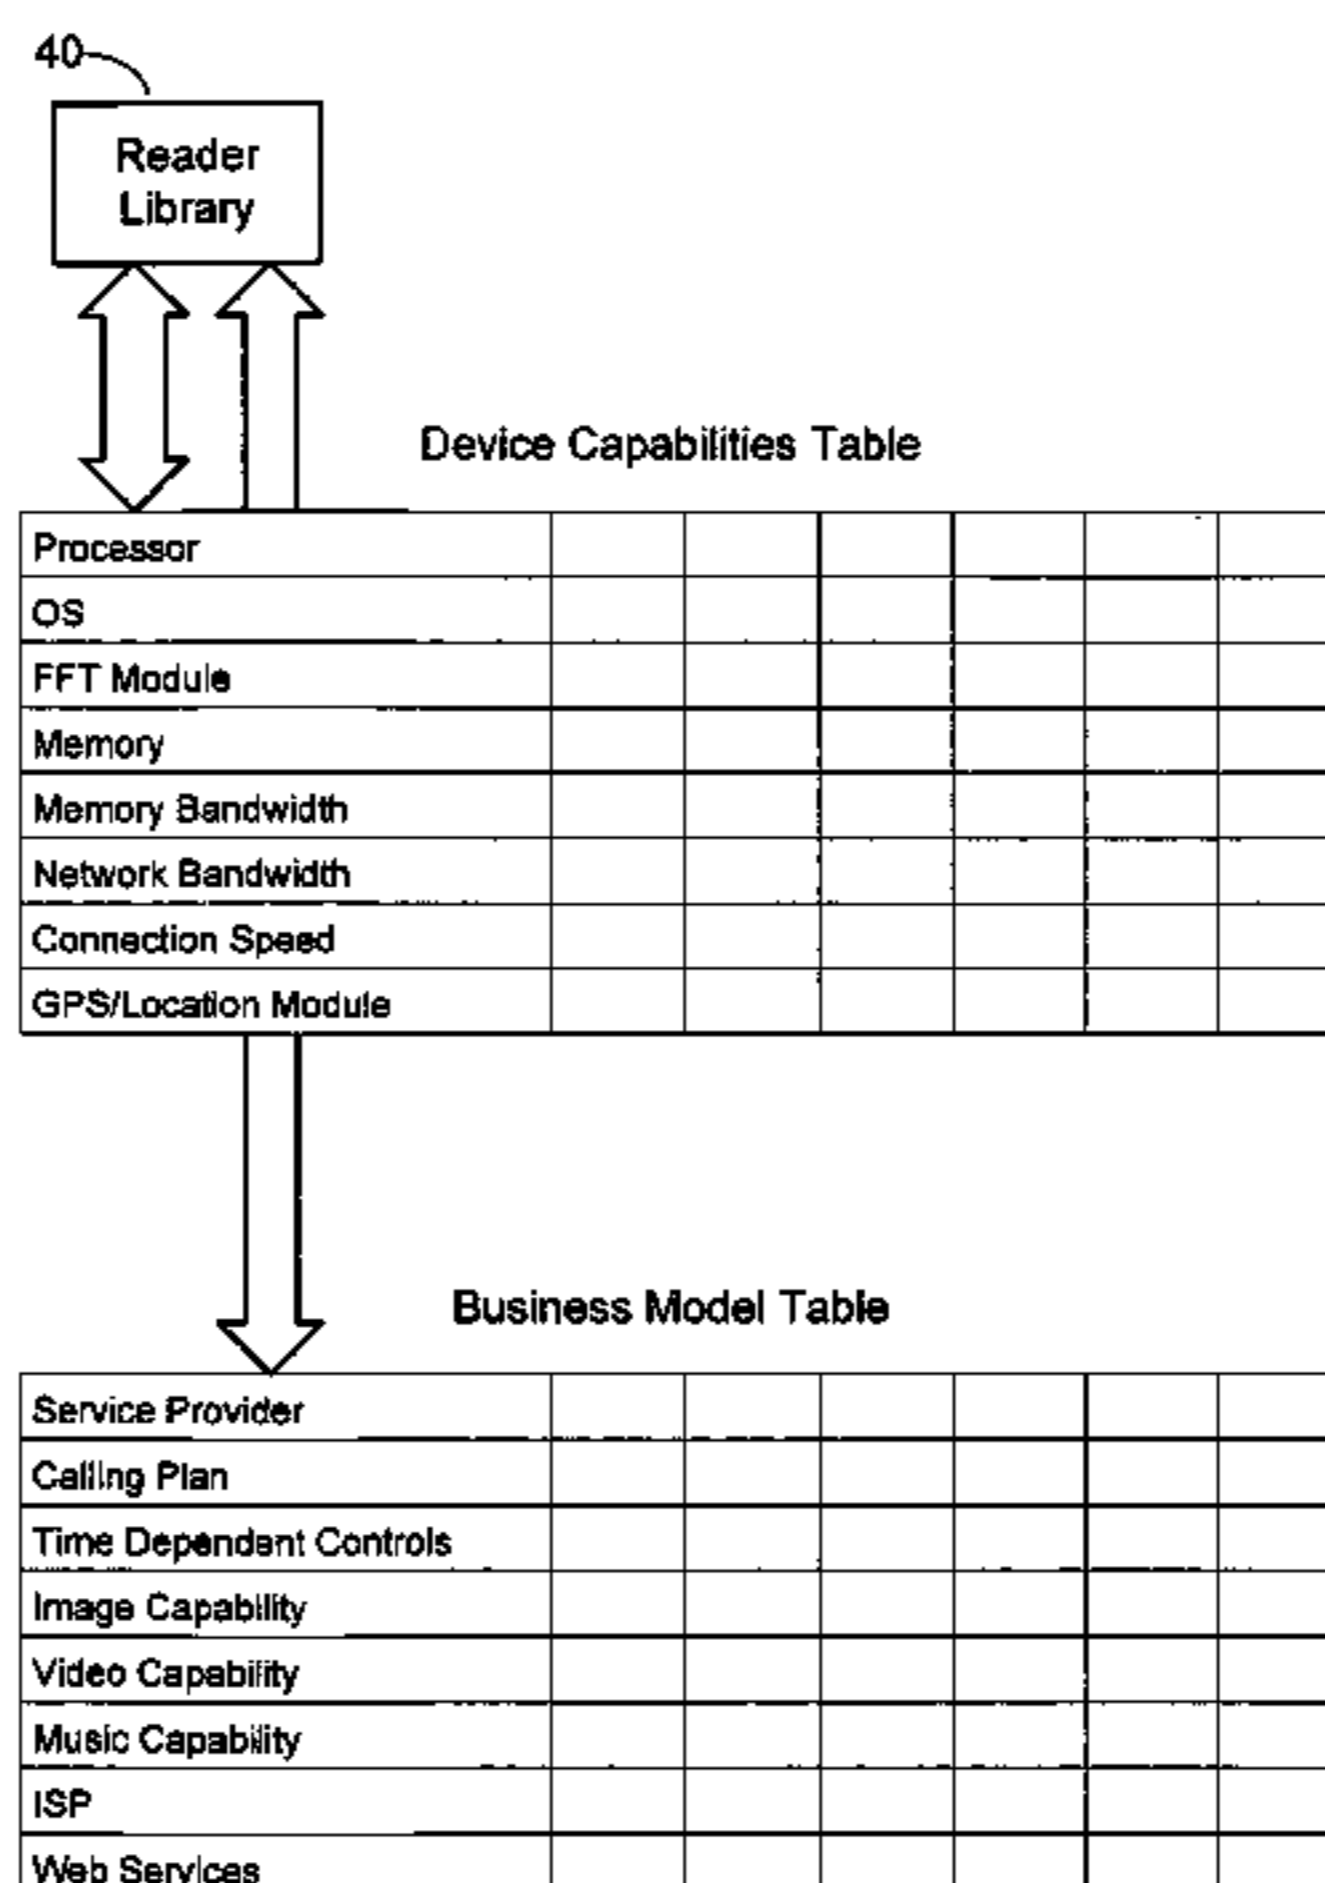 40
Reader
Library
Device Capabilities Table
Processor
OS
FFT Module
Memory
Memory Bandwidth
Network Bandwidth
Connection Speed
GPS/Location Module
Business Model Table
Service Provider
Calling Plan
Time Dependent Controls
Image Capability
Video Capability
Music Capability
ISP
Web Services